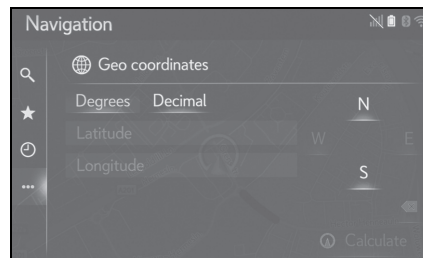 Navigation
Geo coordinates
Degrees Decimal
N
Latitude
W E
Longitude
S
Calculate